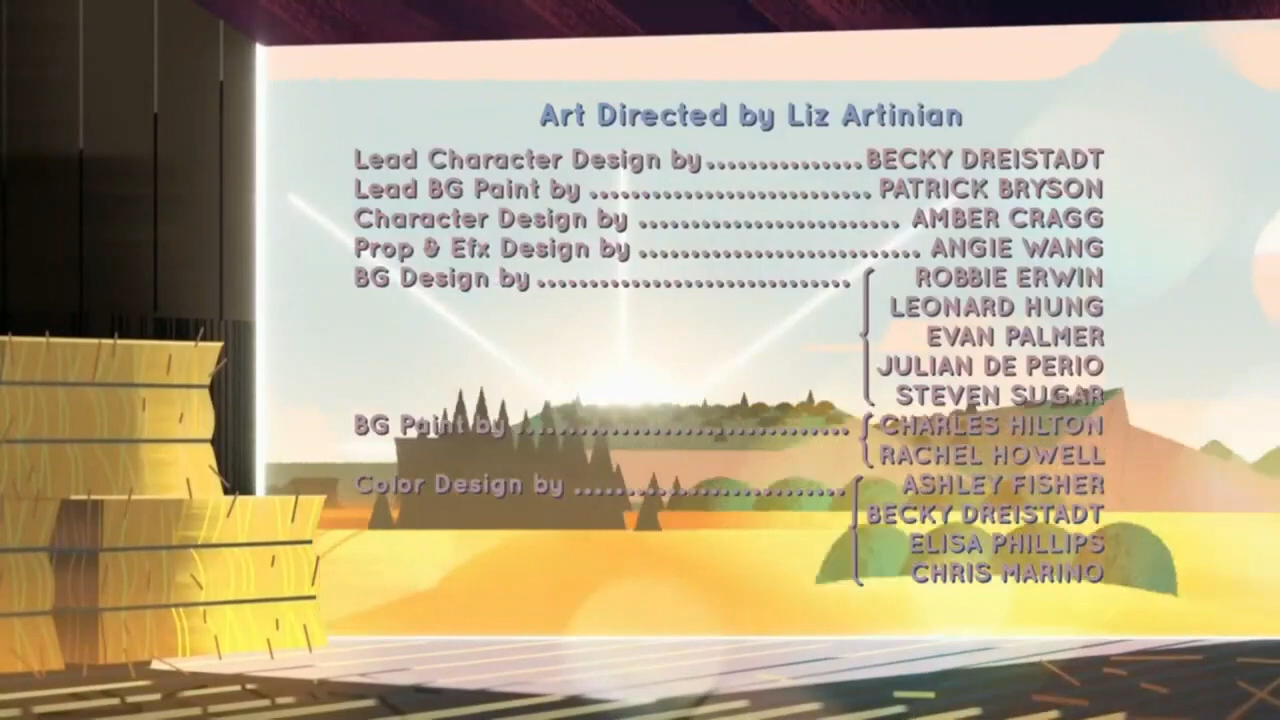 Art Directed by Liz Artinian
Lead Character Design by...............BECKY DREISTADT
Lead BG Paint by ........................... PATRICK BRYSON
Character Design by ......................... AMBER CRAGG
Prop & Efx Design by ........................... ANGIE WANG
BG Design by.............................. ROBBIE ERWIN
LEONARD HUNG
EVAN PALMER
JULIAN DE PERIO
STEVEN SUGAR
BG Paint by ................................ CHARLES HILTON
RACHEL HOWELL
Color Design by .......................... ASHLEY FISHER
BECKY DREISTADT
ELISA PHILLIPS
CHRIS MARINO